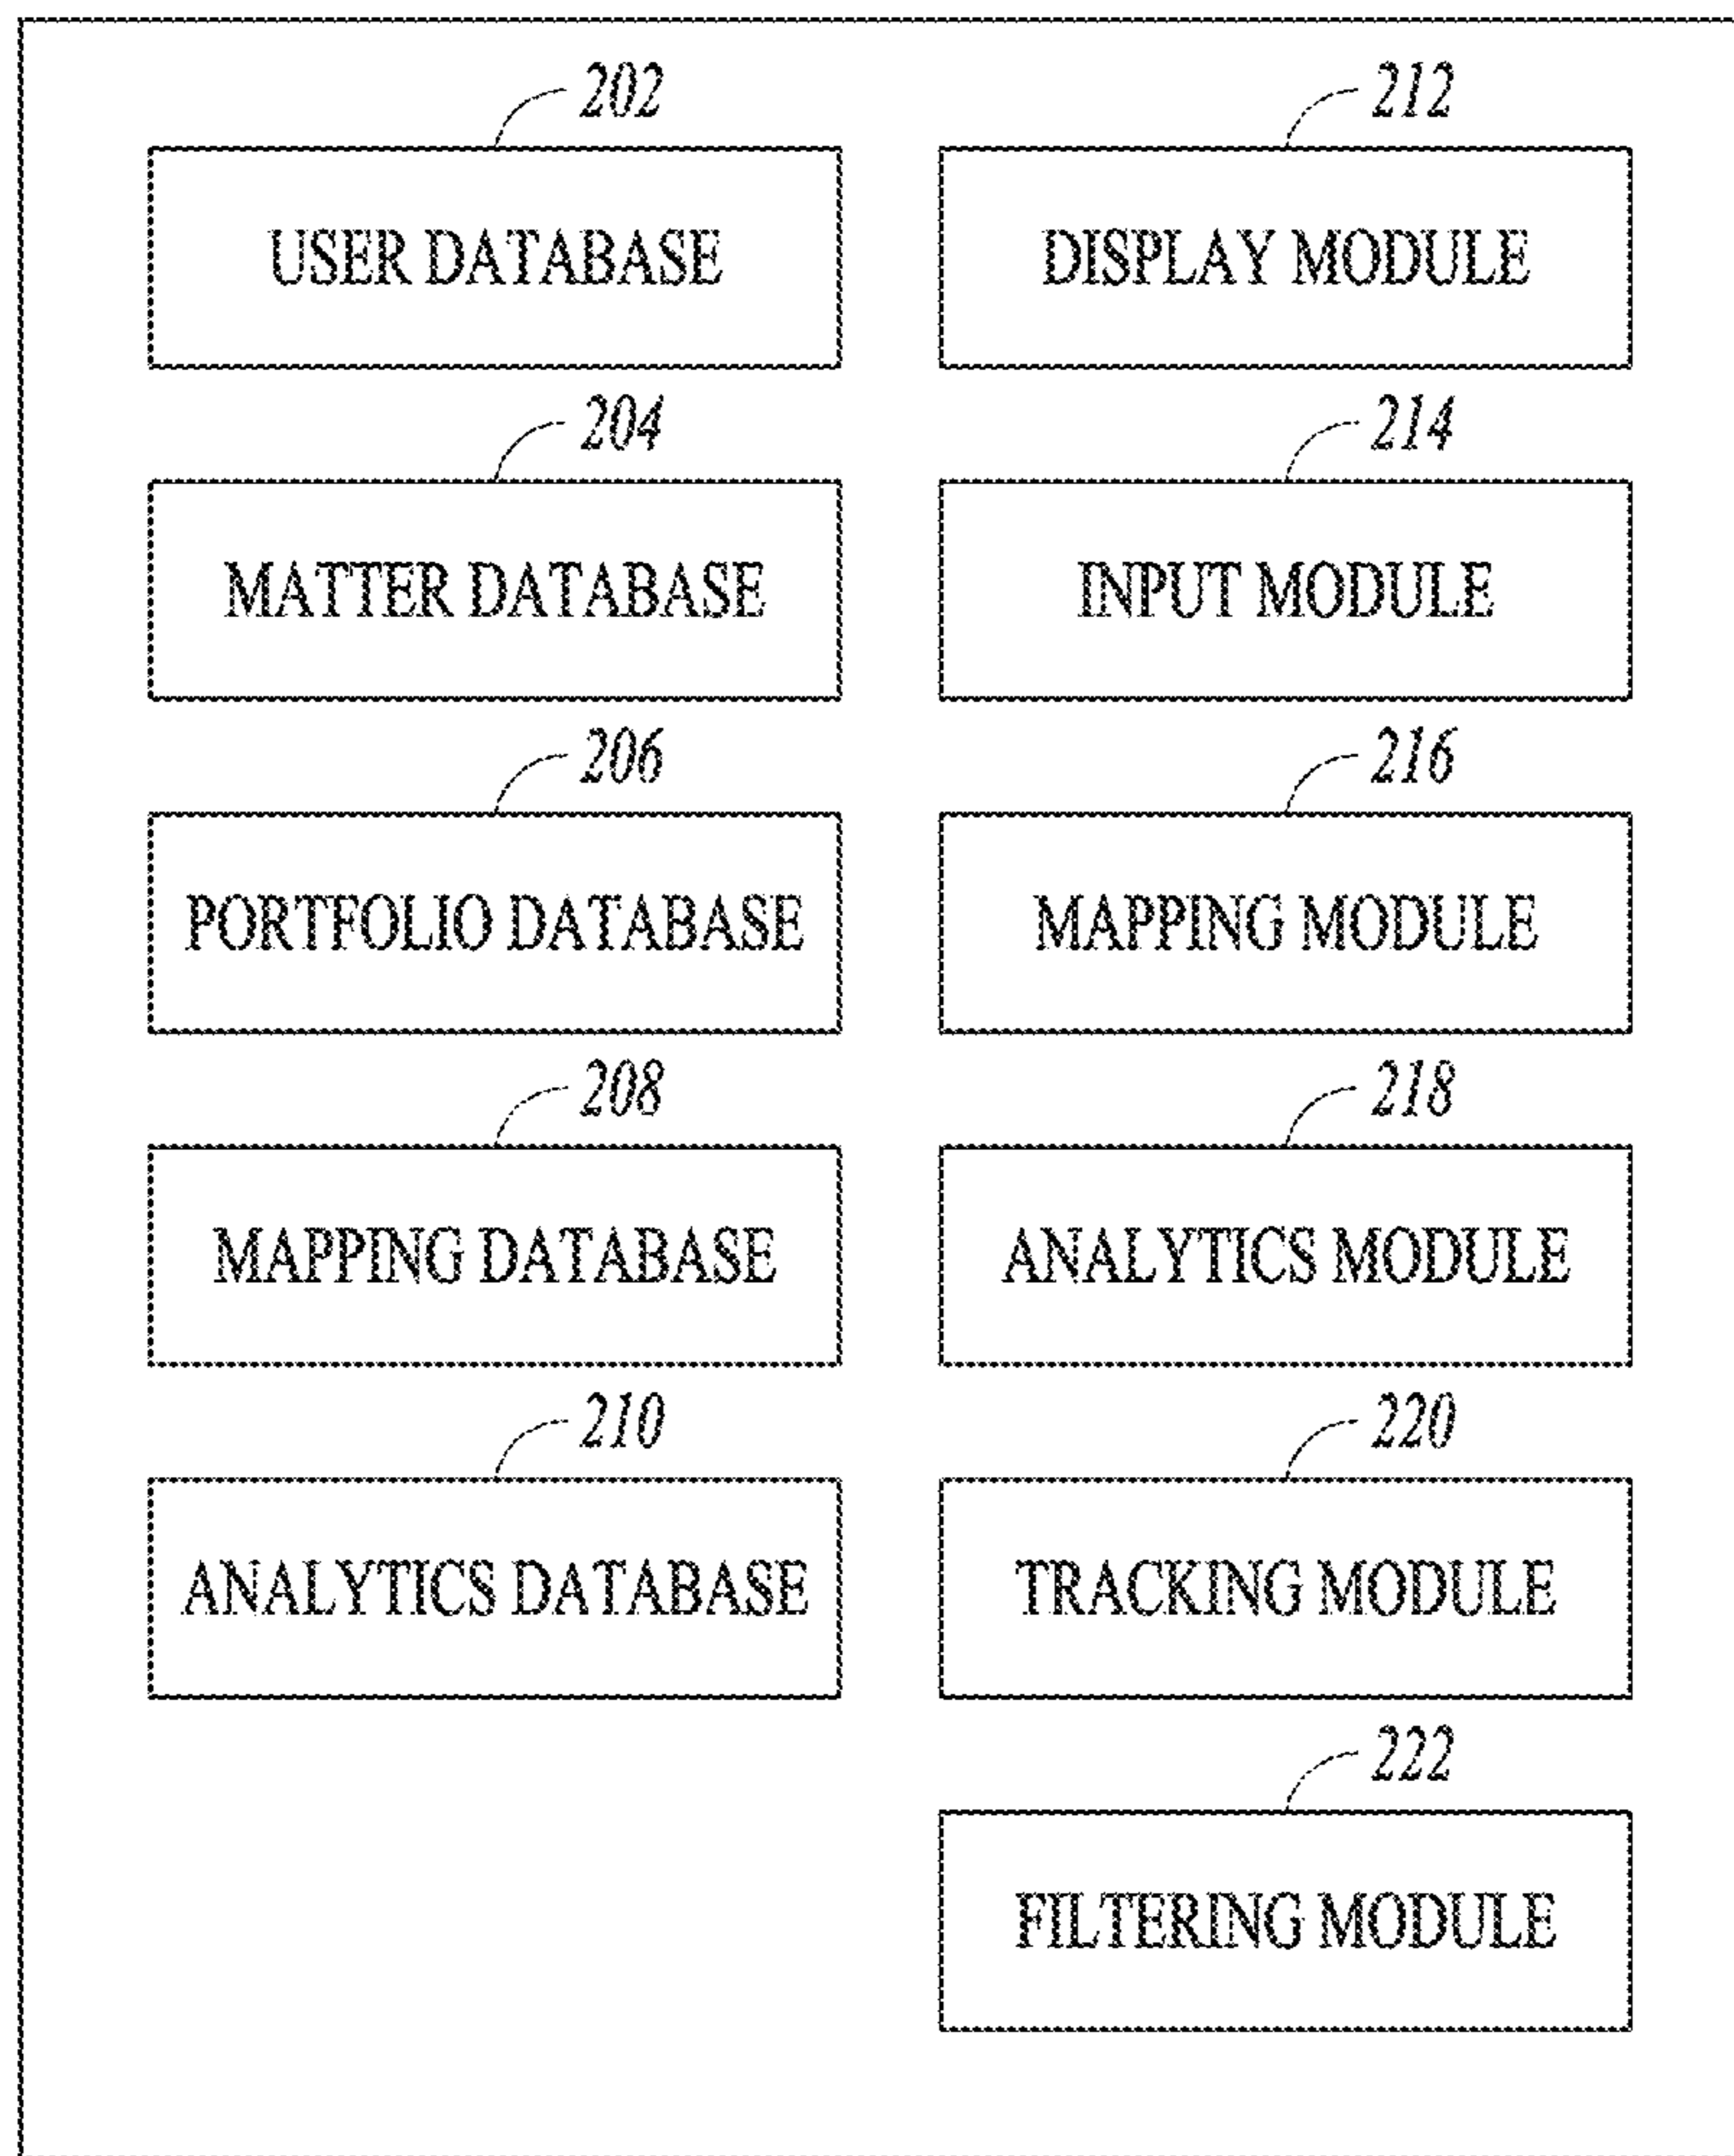 202
USER DATABASE
212
DISPLAY MODULE
204
MATTER DATABASE
214
INPUT MODULE
206
PORTFOLIO DATABASE
216
MAPPING MODULE
208
MAPPING DATABASE
218
ANALYTICS MODULE
210
ANALYTICS DATABASE
220
TRACKING MODULE
222
FILTERING MODULE